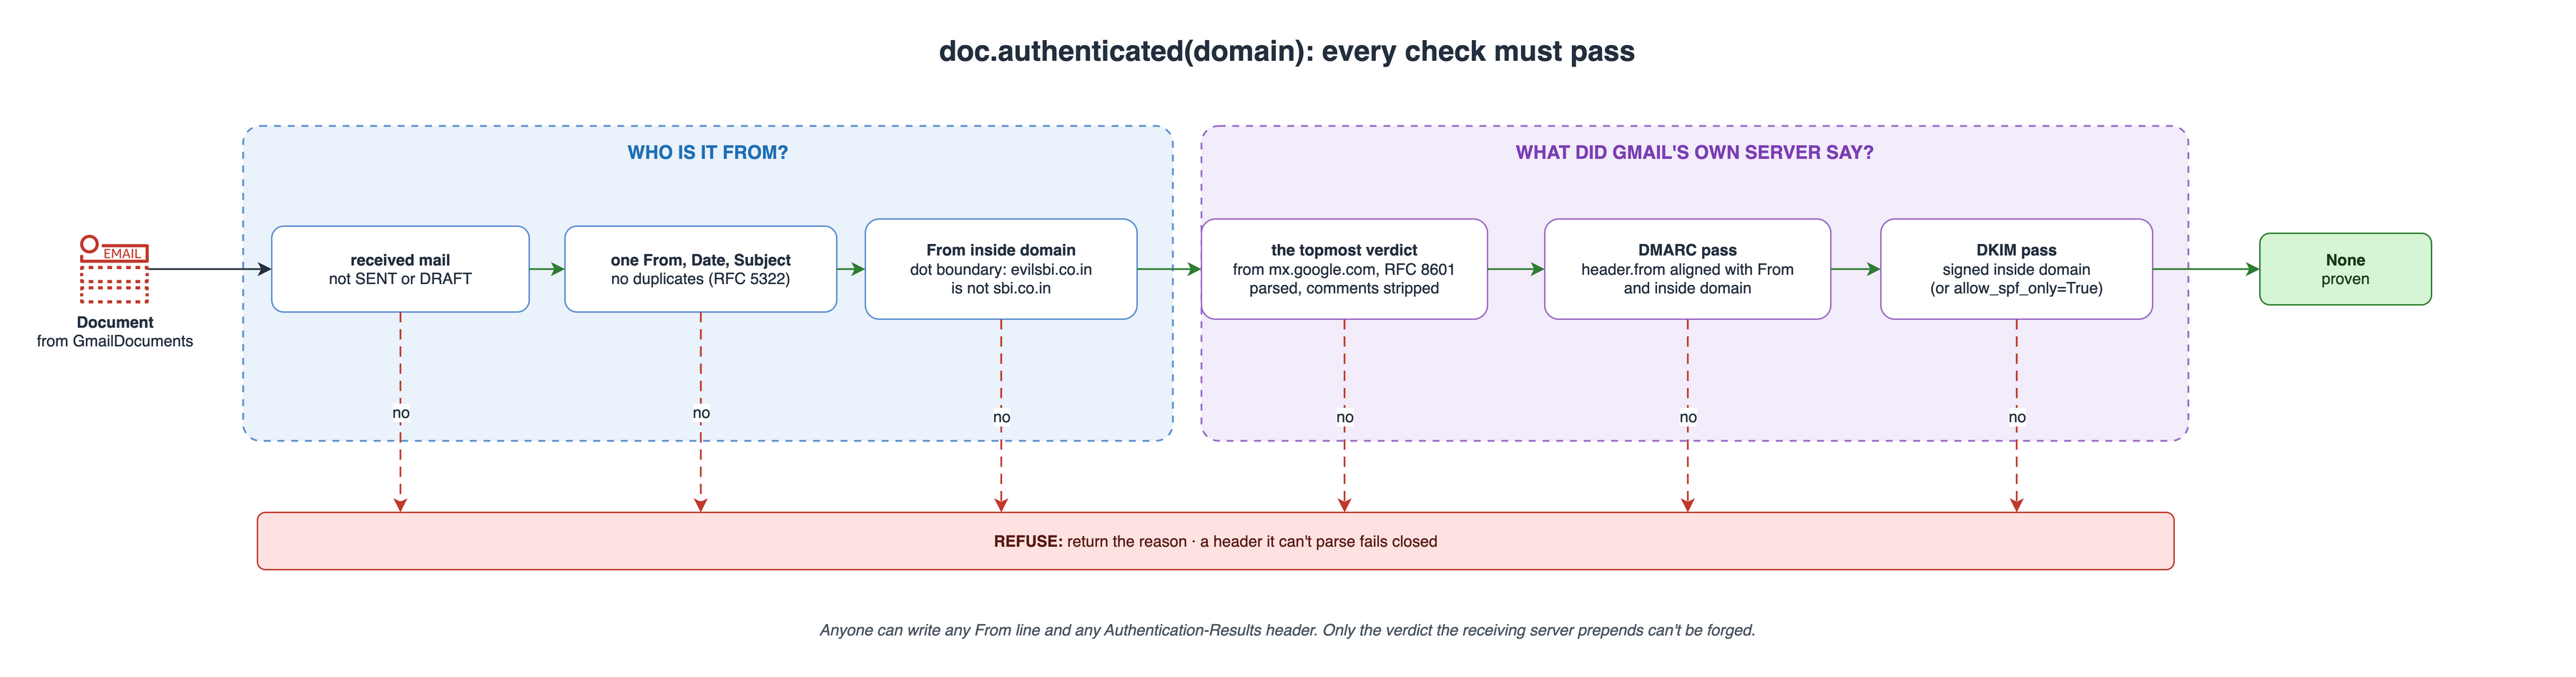 doc.authenticated(domain): every check must pass
WHO IS IT FROM?
WHAT DID GMAIL'S OWN SERVER SAY?
EMAIL
Document
from GmailDocuments
received mail
not SENT or DRAFT
one From, Date, Subject
no duplicates (RFC 5322)
From inside domain
dot boundary: evilsbi.co.in
is not sbi.co.in
the topmost verdict
from mx.google.com, RFC 8601
parsed, comments stripped
DMARC pass
header.from aligned with From
and inside domain
DKIM pass
signed inside domain
(or allow_spf_only=True)
None
proven
no
no
no
no
no
no
REFUSE: return the reason · a header it can't parse fails closed
Anyone can write any From line and any Authentication-Results header. Only the verdict the receiving server prepends can't be forged.